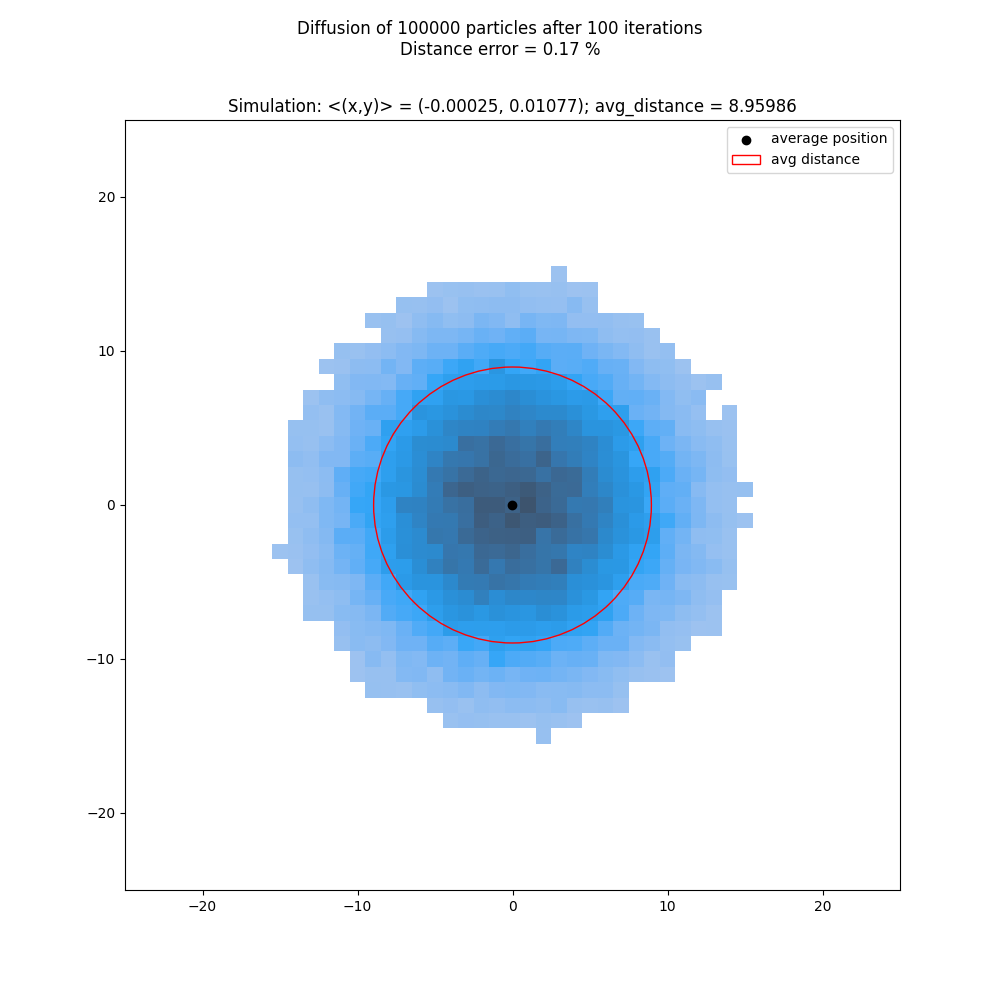 Diffusion of 100000 particles after 100 iterations
Distance error = 0.17 %
Simulation: <(x,y)> = (-0.00025, 0.01077); avg_distance = 8.95986
average position
avg distance
20
10
0
−10
−20
−20 −10 0 10 20